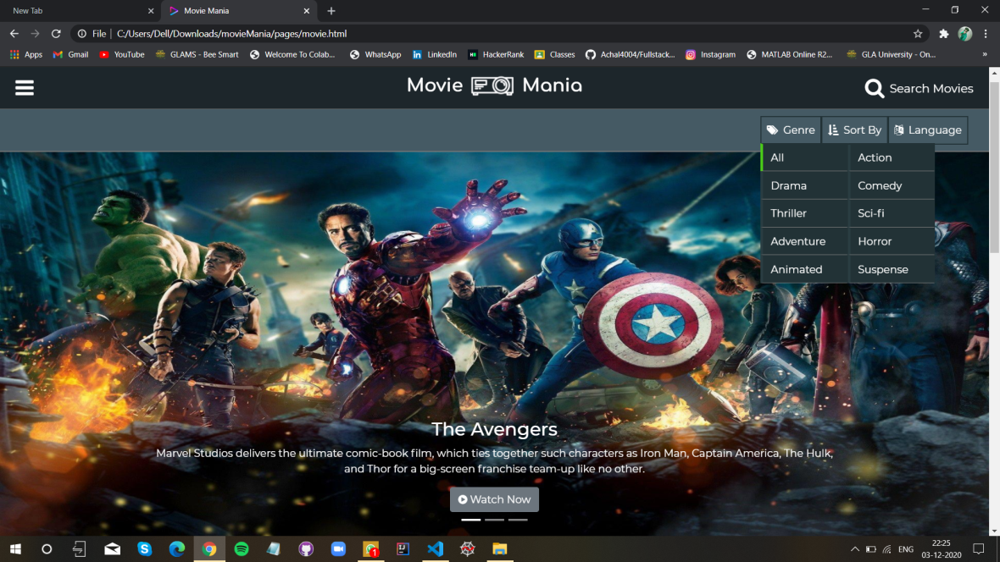 New Tab
Movie Mania
File | C:/Users/Dell/Downloads/movieMania/pages/movie.html
Apps Gmail YouTube GLAMS - Bee Smart Welcome To Colab... WhatsApp LinkedIn HackerRank Classes Achal4004/Fullstack... Instagram MATLAB Online R2... GLA University - On... »
Movie Mania
Search Movies
Genre Sort By Language
All Action
Drama Comedy
Thriller Sci-fi
Adventure Horror
Animated Suspense
The Avengers
Marvel Studios delivers the ultimate comic-book film, which ties together such characters as Iron Man, Captain America, The Hulk,
and Thor for a big-screen franchise team-up like no other.
Watch Now
1
ENG
22:25
03-12-2020